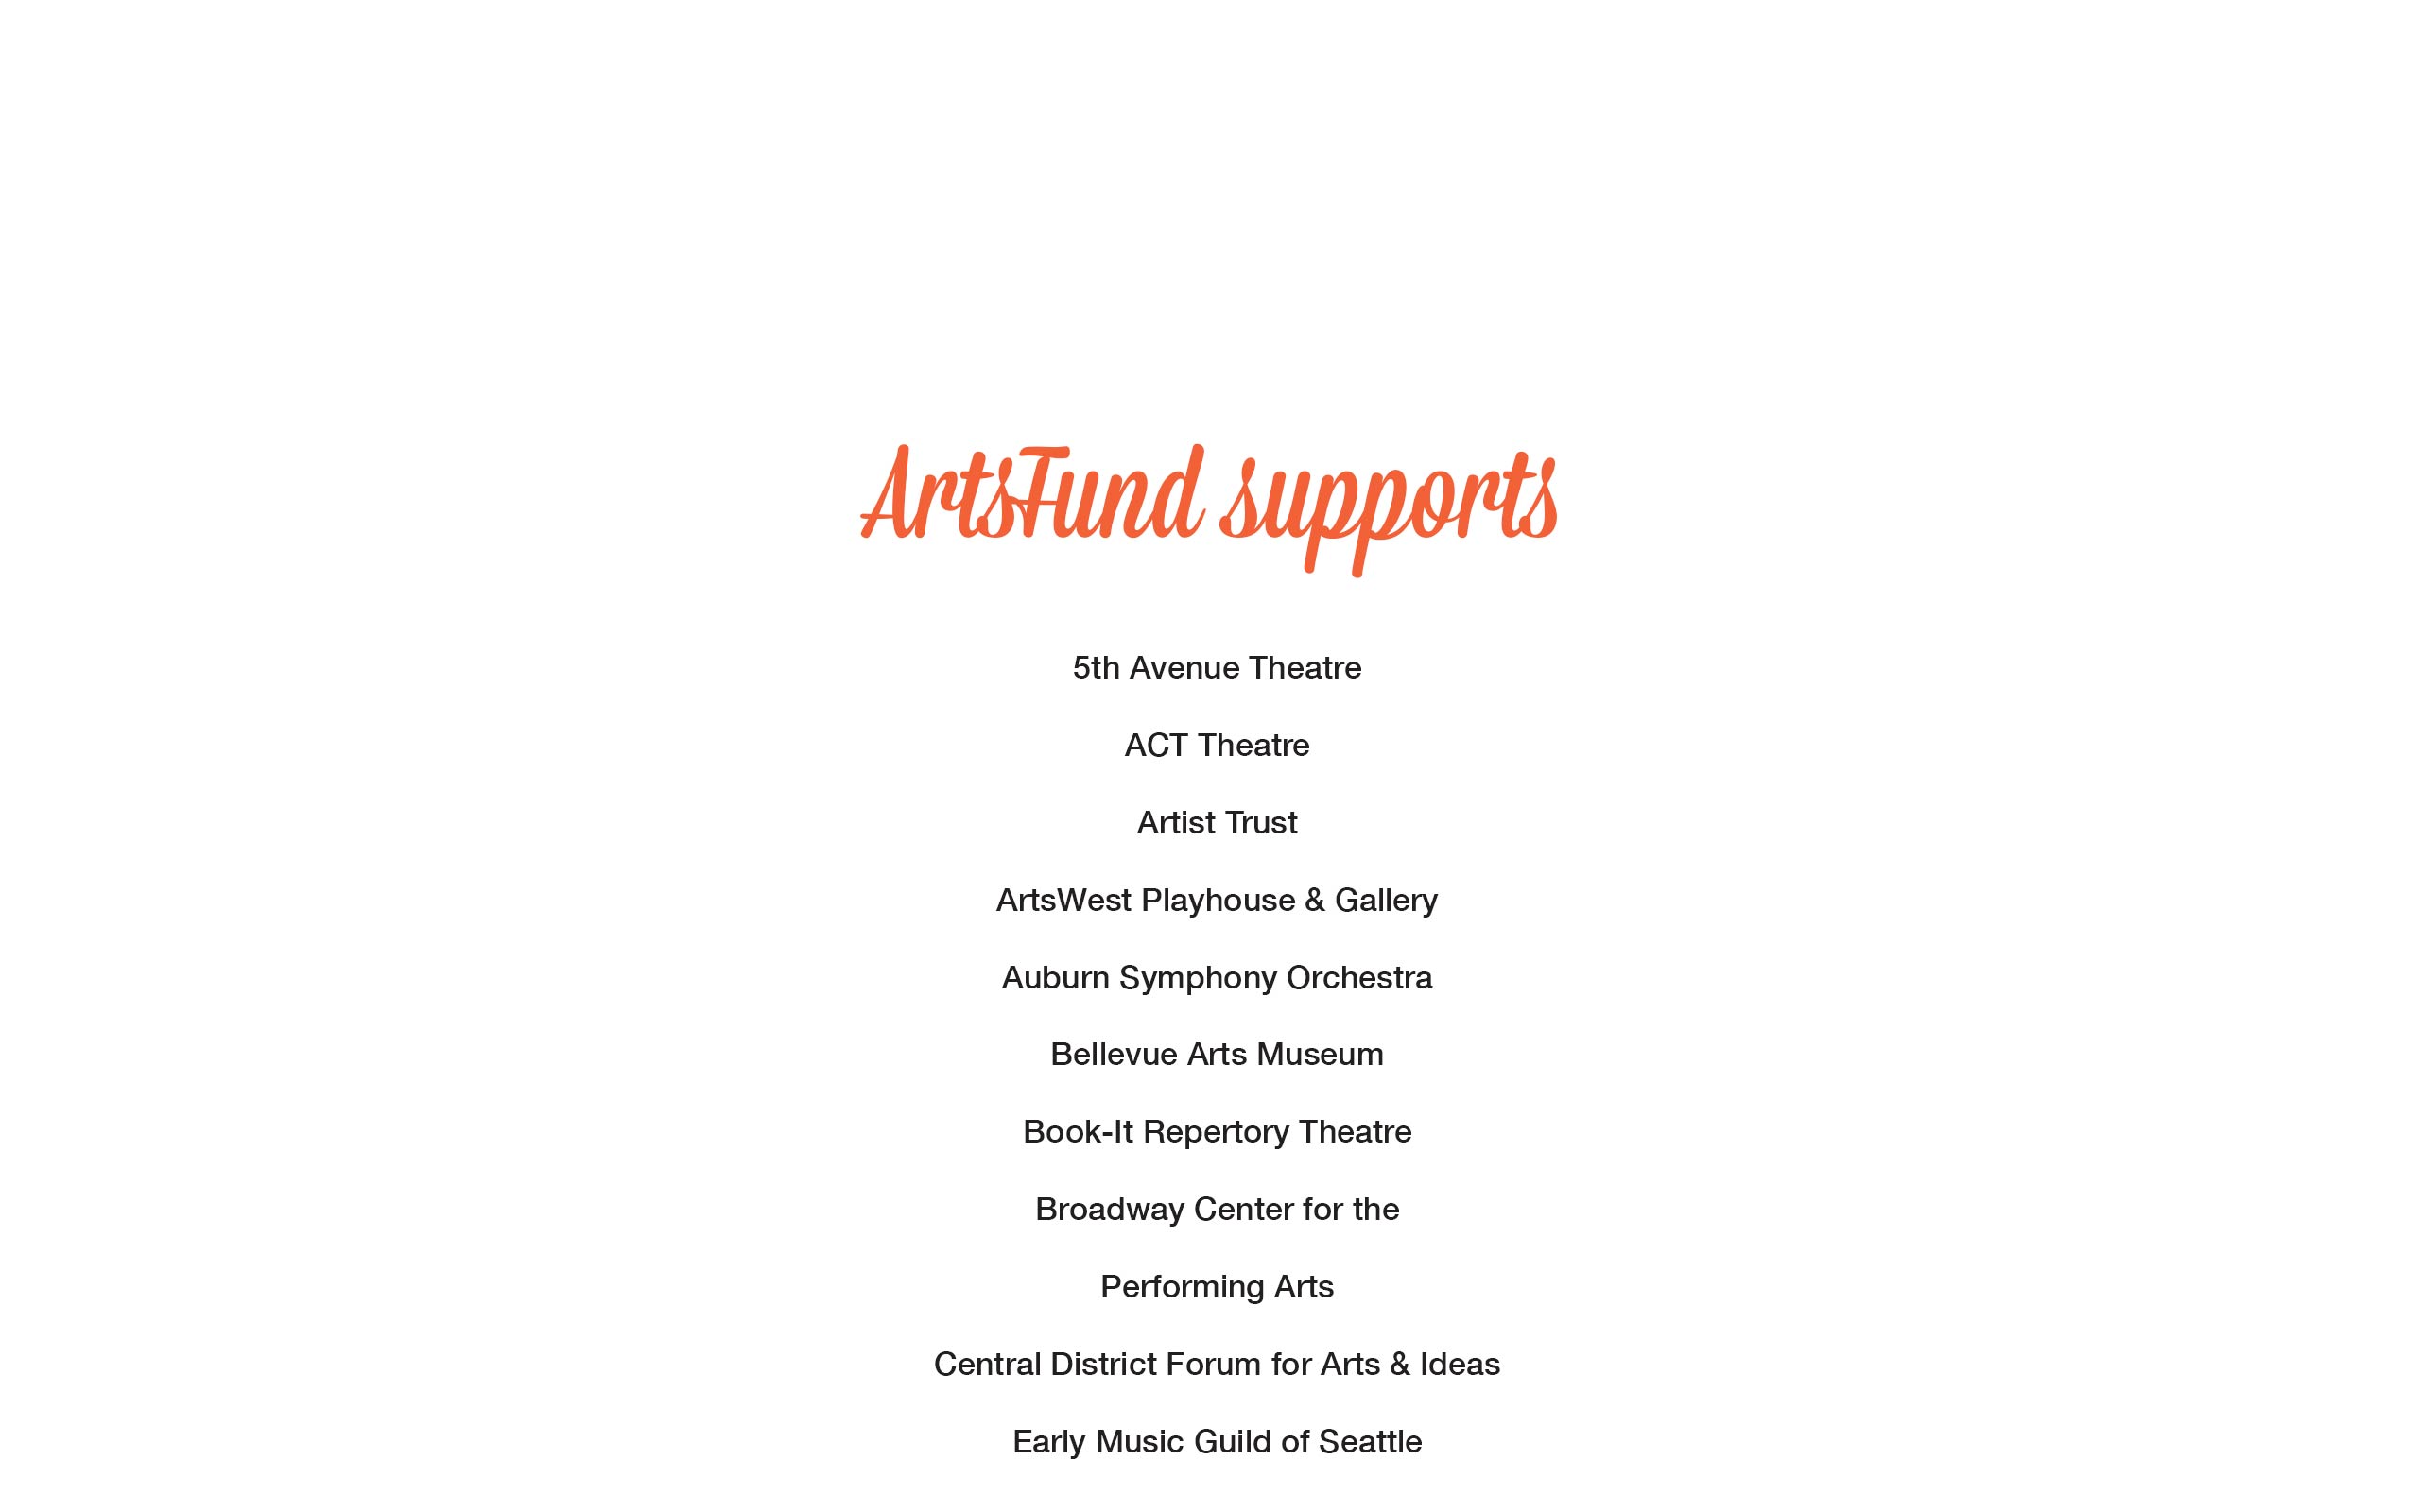 ArtsFund supports
5th Avenue Theatre
ACT Theatre
Artist Trust
ArtsWest Playhouse & Gallery
Auburn Symphony Orchestra
Bellevue Arts Museum
Book-It Repertory Theatre
Broadway Center for the
Performing Arts
Central District Forum for Arts & Ideas
Early Music Guild of Seattle